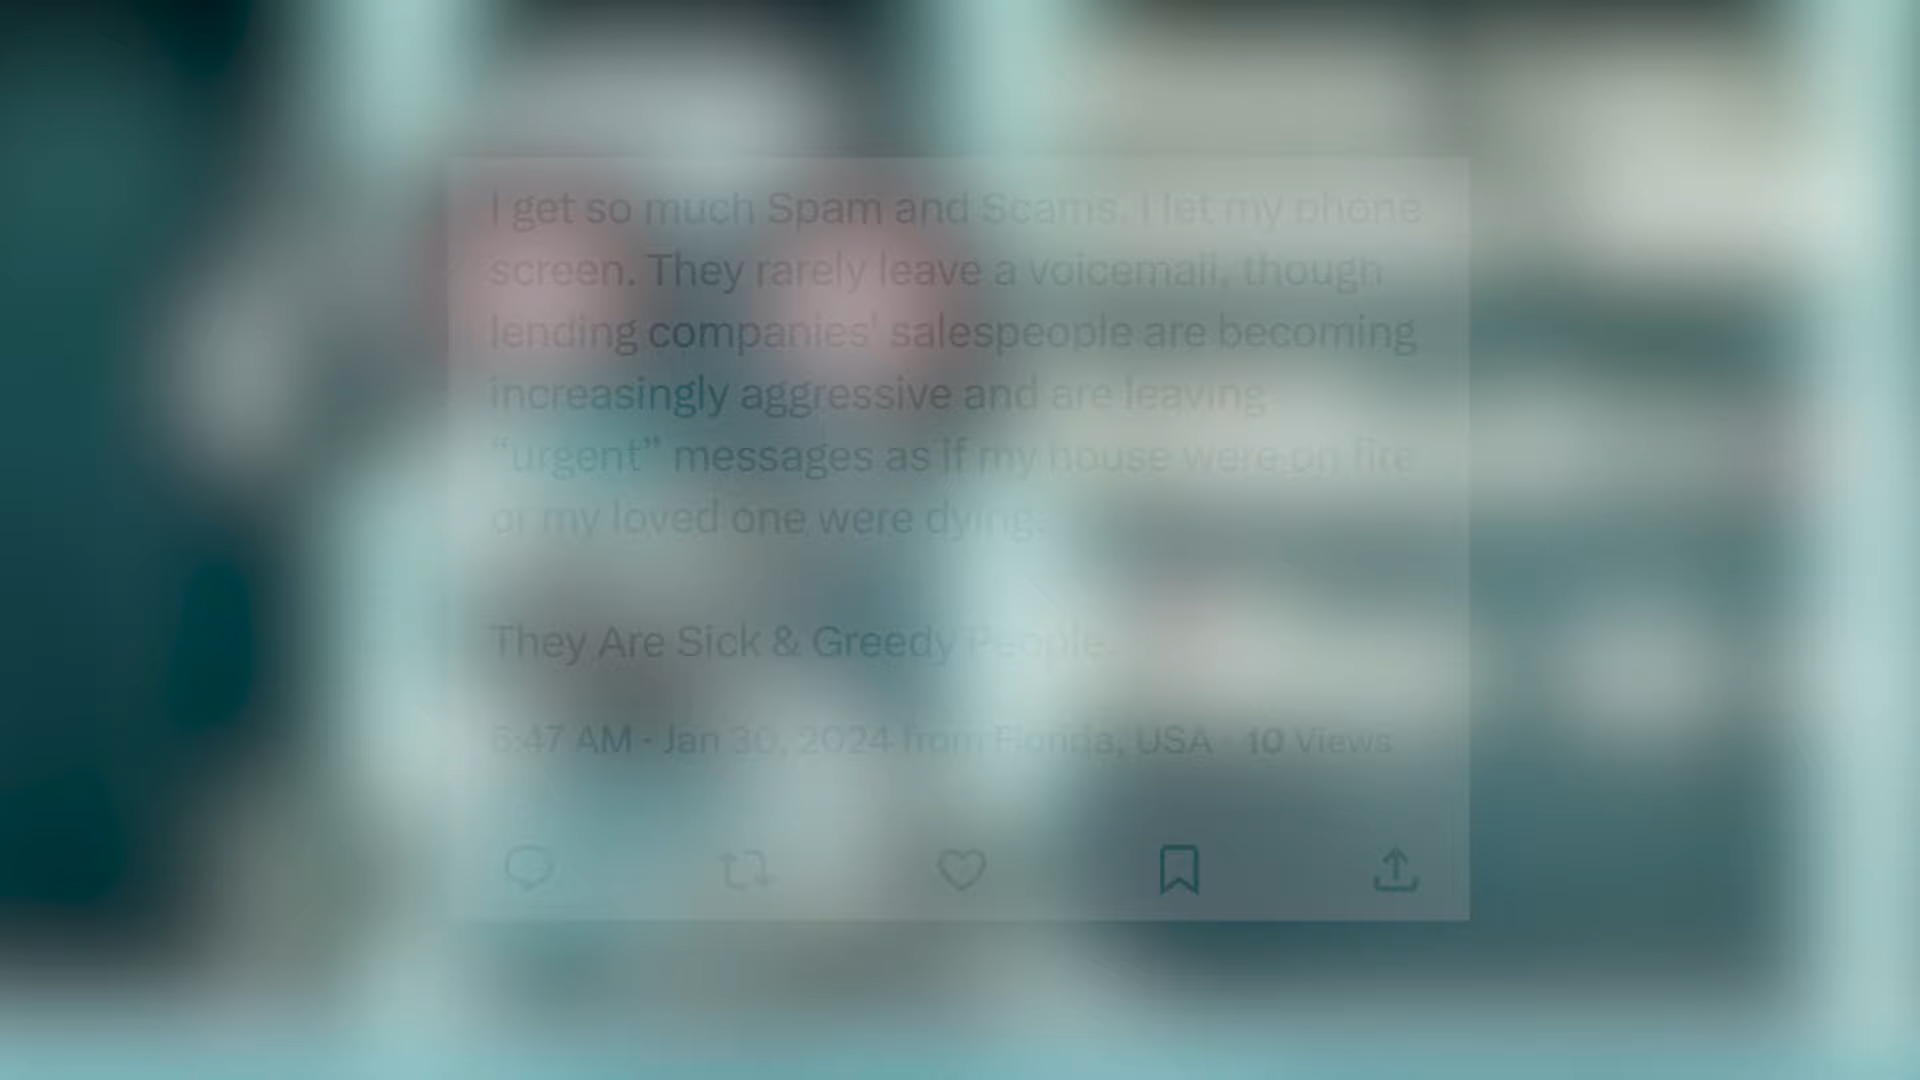 I get so much Spam and Scams. I let my phone
screen. They rarely leave a voicemail, though
lending companies' salespeople are becoming
increasingly aggressive and are leaving
“urgent” messages as if my house were on fire
or my loved one were dying.
They Are Sick & Greedy People.
5:47 AM · Jan 30, 2024 from Florida, USA · 10 Views